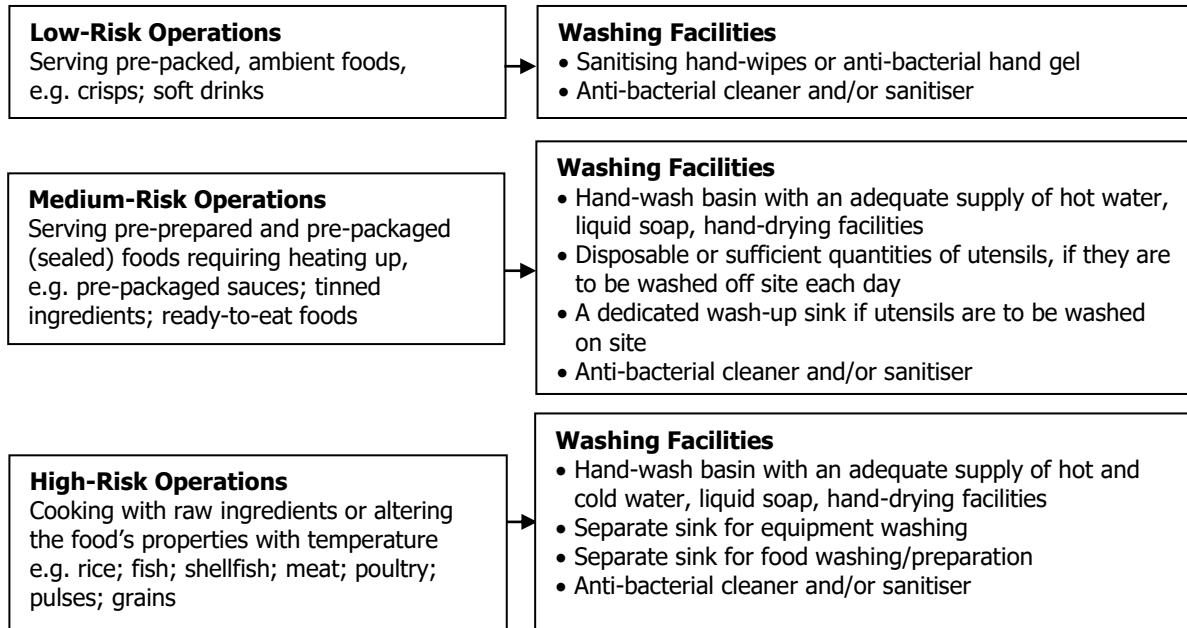 Low-Risk Operations
Serving pre-packed, ambient foods,
e.g. crisps; soft drinks
Washing Facilities
• Sanitising hand-wipes or anti-bacterial hand gel
• Anti-bacterial cleaner and/or sanitiser
Medium-Risk Operations
Serving pre-prepared and pre-packaged
(sealed) foods requiring heating up,
e.g. pre-packaged sauces; tinned
ingredients; ready-to-eat foods
Washing Facilities
• Hand-wash basin with an adequate supply of hot water,
liquid soap, hand-drying facilities
• Disposable or sufficient quantities of utensils, if they are
to be washed off site each day
• A dedicated wash-up sink if utensils are to be washed
on site
• Anti-bacterial cleaner and/or sanitiser
High-Risk Operations
Cooking with raw ingredients or altering
the food’s properties with temperature
e.g. rice; fish; shellfish; meat; poultry;
pulses; grains
Washing Facilities
• Hand-wash basin with an adequate supply of hot and
cold water, liquid soap, hand-drying facilities
• Separate sink for equipment washing
• Separate sink for food washing/preparation
• Anti-bacterial cleaner and/or sanitiser